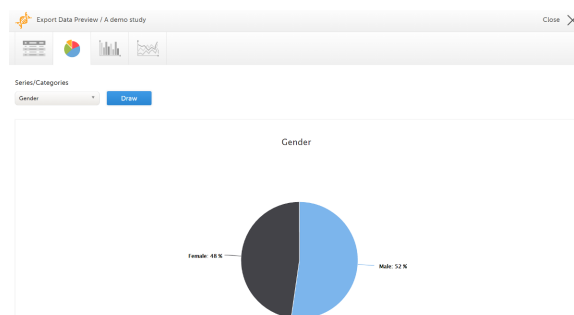 Export Data Preview / A demo study
Close
Series/Categories
Gender
Draw
Gender
Female: 48 %
Male: 52 %